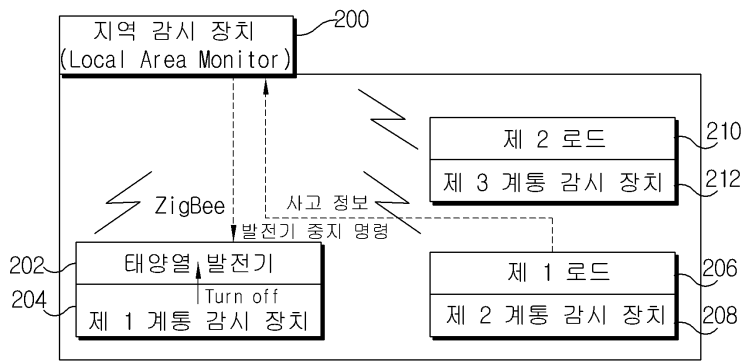 지역 감시 장치
(Local Area Monitor)
200
제 2 로드
210
제 3 계통 감시 장치
212
ZigBee
사고 정보
발전기 중지 명령
202
태양열 발전기
204
Turn off
제 1 계통 감시 장치
제 1 로드
206
제 2 계통 감시 장치
208